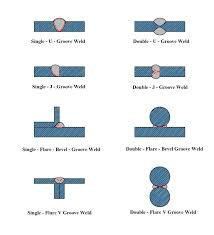 Single - U - Groove Weld
Double - U - Groove Weld
Single - J - Groove Weld
Double - J - Groove Weld
Single - Flare - Bevel - Groove Weld
Double - Flare - Bevel - Groove Weld
Single - Flare V Groove Weld
Double - Flare V Groove Weld